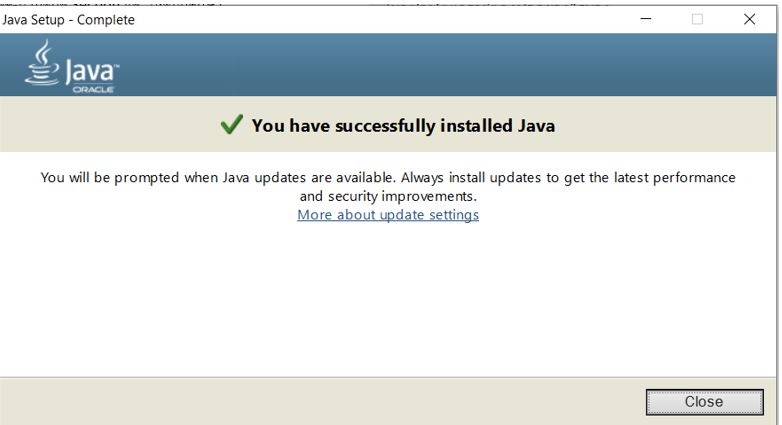 Java Setup - Complete
Java™
ORACLE
You have successfully installed Java
You will be prompted when Java updates are available. Always install updates to get the latest performance
and security improvements.
More about update settings
Close